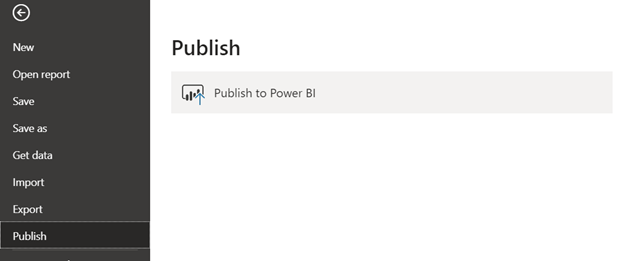 New
Open report
Save
Save as
Get data
Import
Export
Publish
Publish
Publish to Power BI